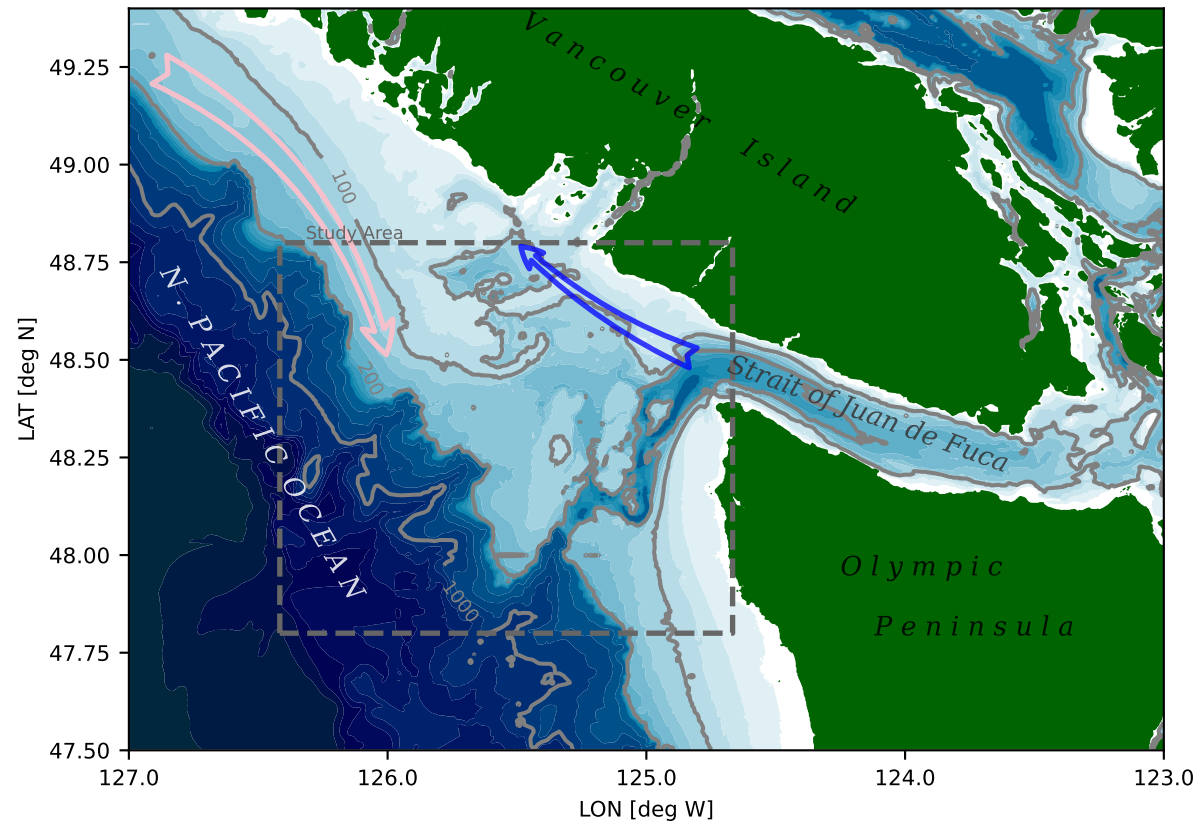 Vancouver
Island
49.25
49.00
48.75
48.50
48.25
48.00
47.75
47.50
LAT [deg N]
100
Study Area
200
1000
N. PACIFIC OCEAN
Strait of Juan de Fuca
Olympic
Peninsula
127.0
126.0
125.0
124.0
123.0
LON [deg W]